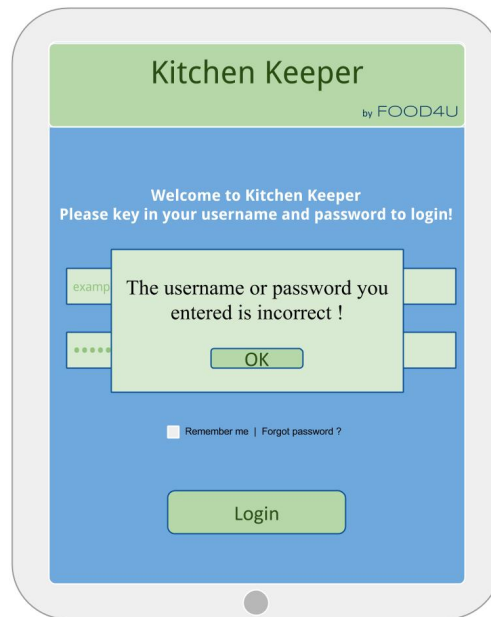 Kitchen Keeper
by FOOD4U
Welcome to Kitchen Keeper
Please key in your username and password to login!
examp
The username or password you
entered is incorrect !
OK
Remember me | Forgot password ?
Login